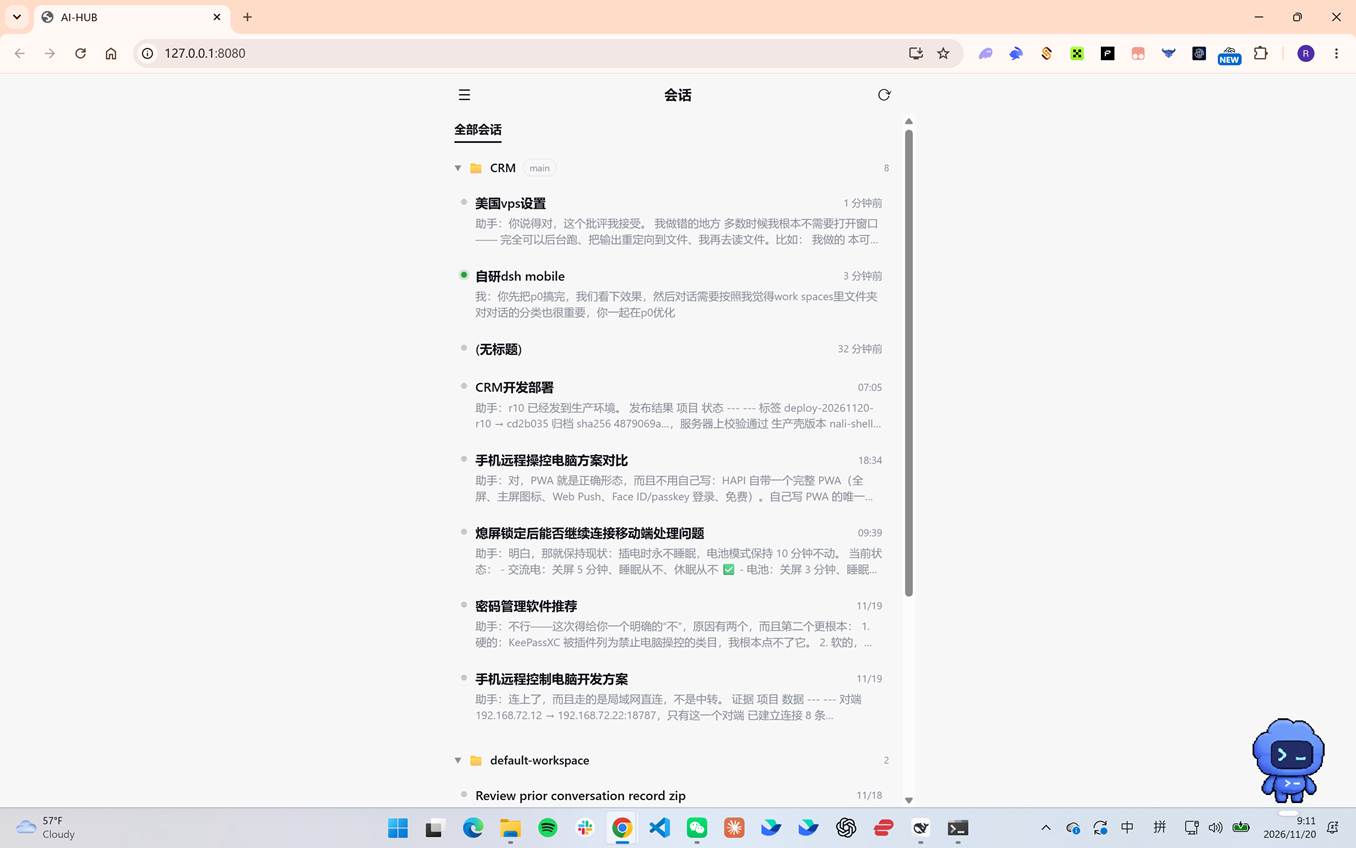 AI-HUB
127.0.0.1:8080
NEW
R
会话
全部会话
CRM main 8
美国vps设置 1 分钟前
助手：你说得对，这个批评我接受。 我做错的地方 多数时候我根本不需要打开窗口
—— 完全可以后台跑、把输出重定向到文件、我再去读文件。比如： 我做的 本可...
自研dsh mobile 3 分钟前
我：你先把p0搞完，我们看下效果，然后对话需要按照我觉得work spaces里文件夹
对对话的分类也很重要，你一起在p0优化
(无标题) 32 分钟前
CRM开发部署 07:05
助手：r10 已经发到生产环境。 发布结果 项目 状态 --- --- 标签 deploy-20261120-
r10 → cd2b035 归档 sha256 4879069a...，服务器上校验通过 生产壳版本 nali-shell...
手机远程操控电脑方案对比 18:34
助手：对，PWA 就是正确形态，而且不用自己写：HAPI 自带一个完整 PWA（全
屏、主屏图标、Web Push、Face ID/passkey 登录、免费）。自己写 PWA 的唯一...
熄屏锁定后能否继续连接移动端处理问题 09:39
助手：明白，那就保持现状：插电时永不睡眠，电池模式保持 10 分钟不动。 当前状
态： - 交流电：关屏 5 分钟、睡眠从不、休眠从不 ✅ - 电池：关屏 3 分钟、睡眠...
密码管理软件推荐 11/19
助手：不行——这次得给你一个明确的“不”，原因有两个，而且第二个更根本： 1.
硬的：KeePassXC 被插件列为禁止电脑操控的类目，我根本点不了它。 2. 软的，...
手机远程控制电脑开发方案 11/19
助手：连上了，而且走的是局域网直连，不是中转。 证据 项目 数据 --- --- 对端
192.168.72.12 → 192.168.72.22:18787，只有这一个对端 已建立连接 8 条...
default-workspace 2
Review prior conversation record zip 11/18
57°F
Cloudy
中 拼
9:11
2026/11/20